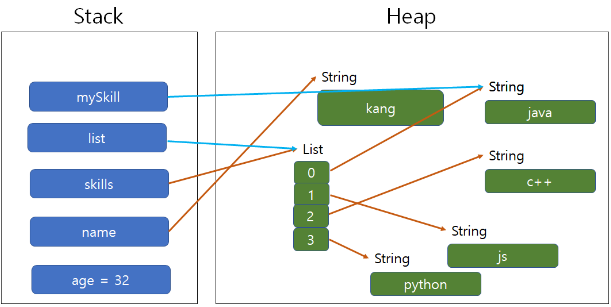 Stack
Heap
mySkill
list
skills
name
age = 32
String
kang
String
java
List
0
1
2
3
String
c++
String
js
String
python